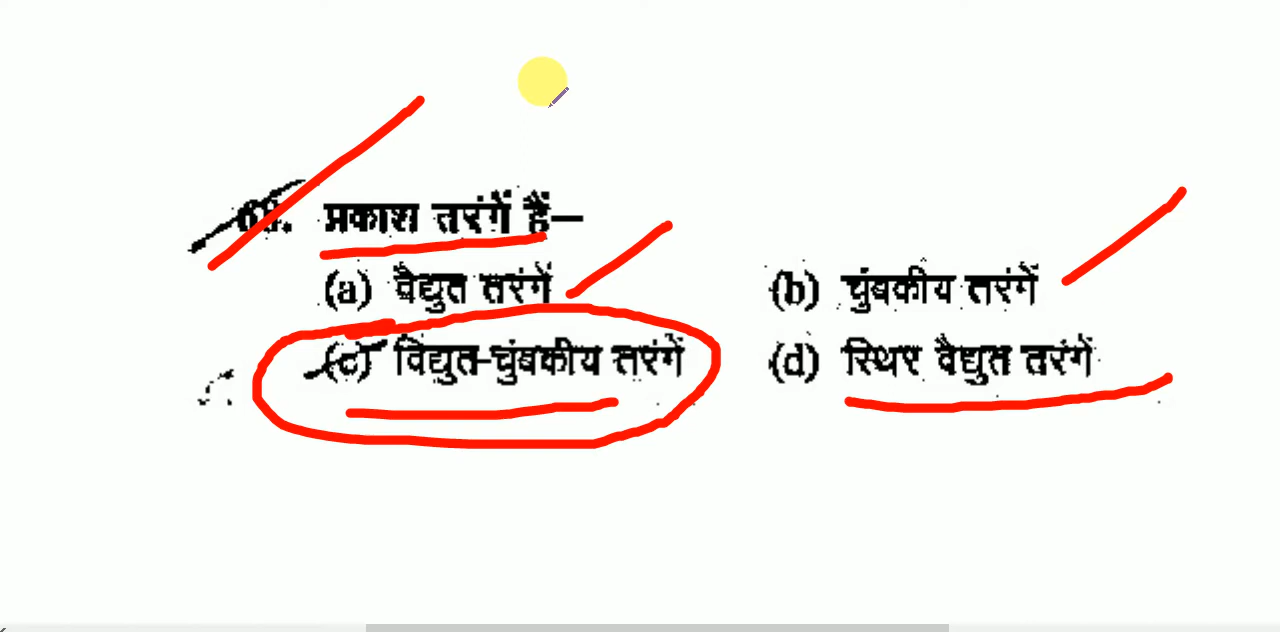 प्रकाश तरंगें हैं—
(a) वैद्युत तरंगें (b) चुंबकीय तरंगें
(c) विद्युत-चुंबकीय तरंगें (d) स्थिर वैद्युत तरंगें